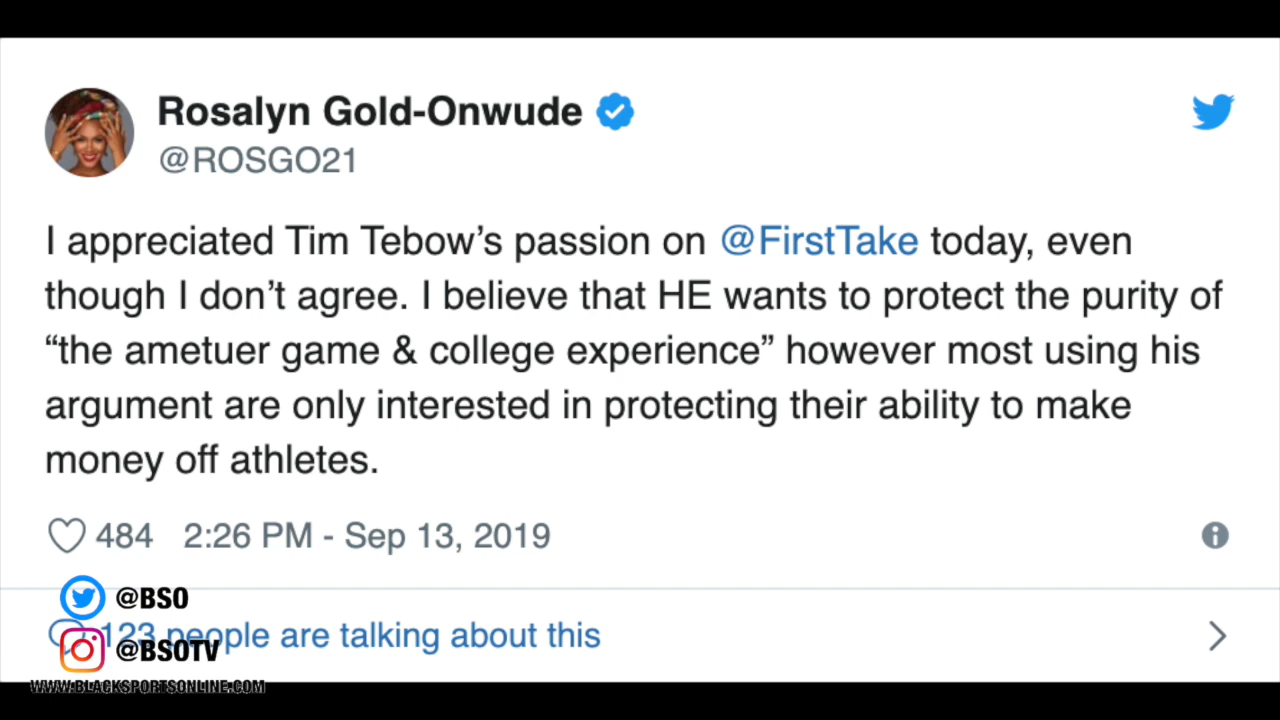 Rosalyn Gold-Onwude
@ROSGO21
I appreciated Tim Tebow’s passion on @FirstTake today, even
though I don’t agree. I believe that HE wants to protect the purity of
“the ametuer game & college experience” however most using his
argument are only interested in protecting their ability to make
money off athletes.
484 2:26 PM - Sep 13, 2019
@BSO
123 people are talking about this
@BSOTV
WWW.BLACKSPORTSONLINE.COM